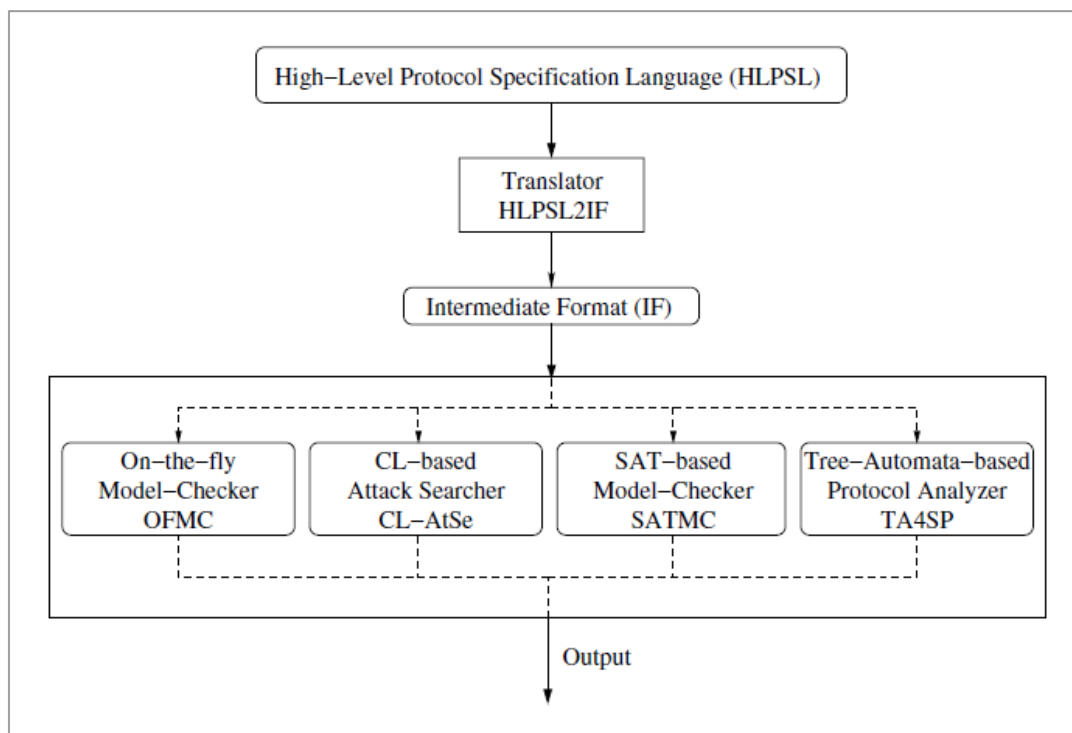 High−Level Protocol Specification Language (HLPSL)
Translator
HLPSL2IF
Intermediate Format (IF)
On−the−fly
Model−Checker
OFMC
CL−based
Attack Searcher
CL−AtSe
SAT−based
Model−Checker
SATMC
Tree−Automata−based
Protocol Analyzer
TA4SP
Output